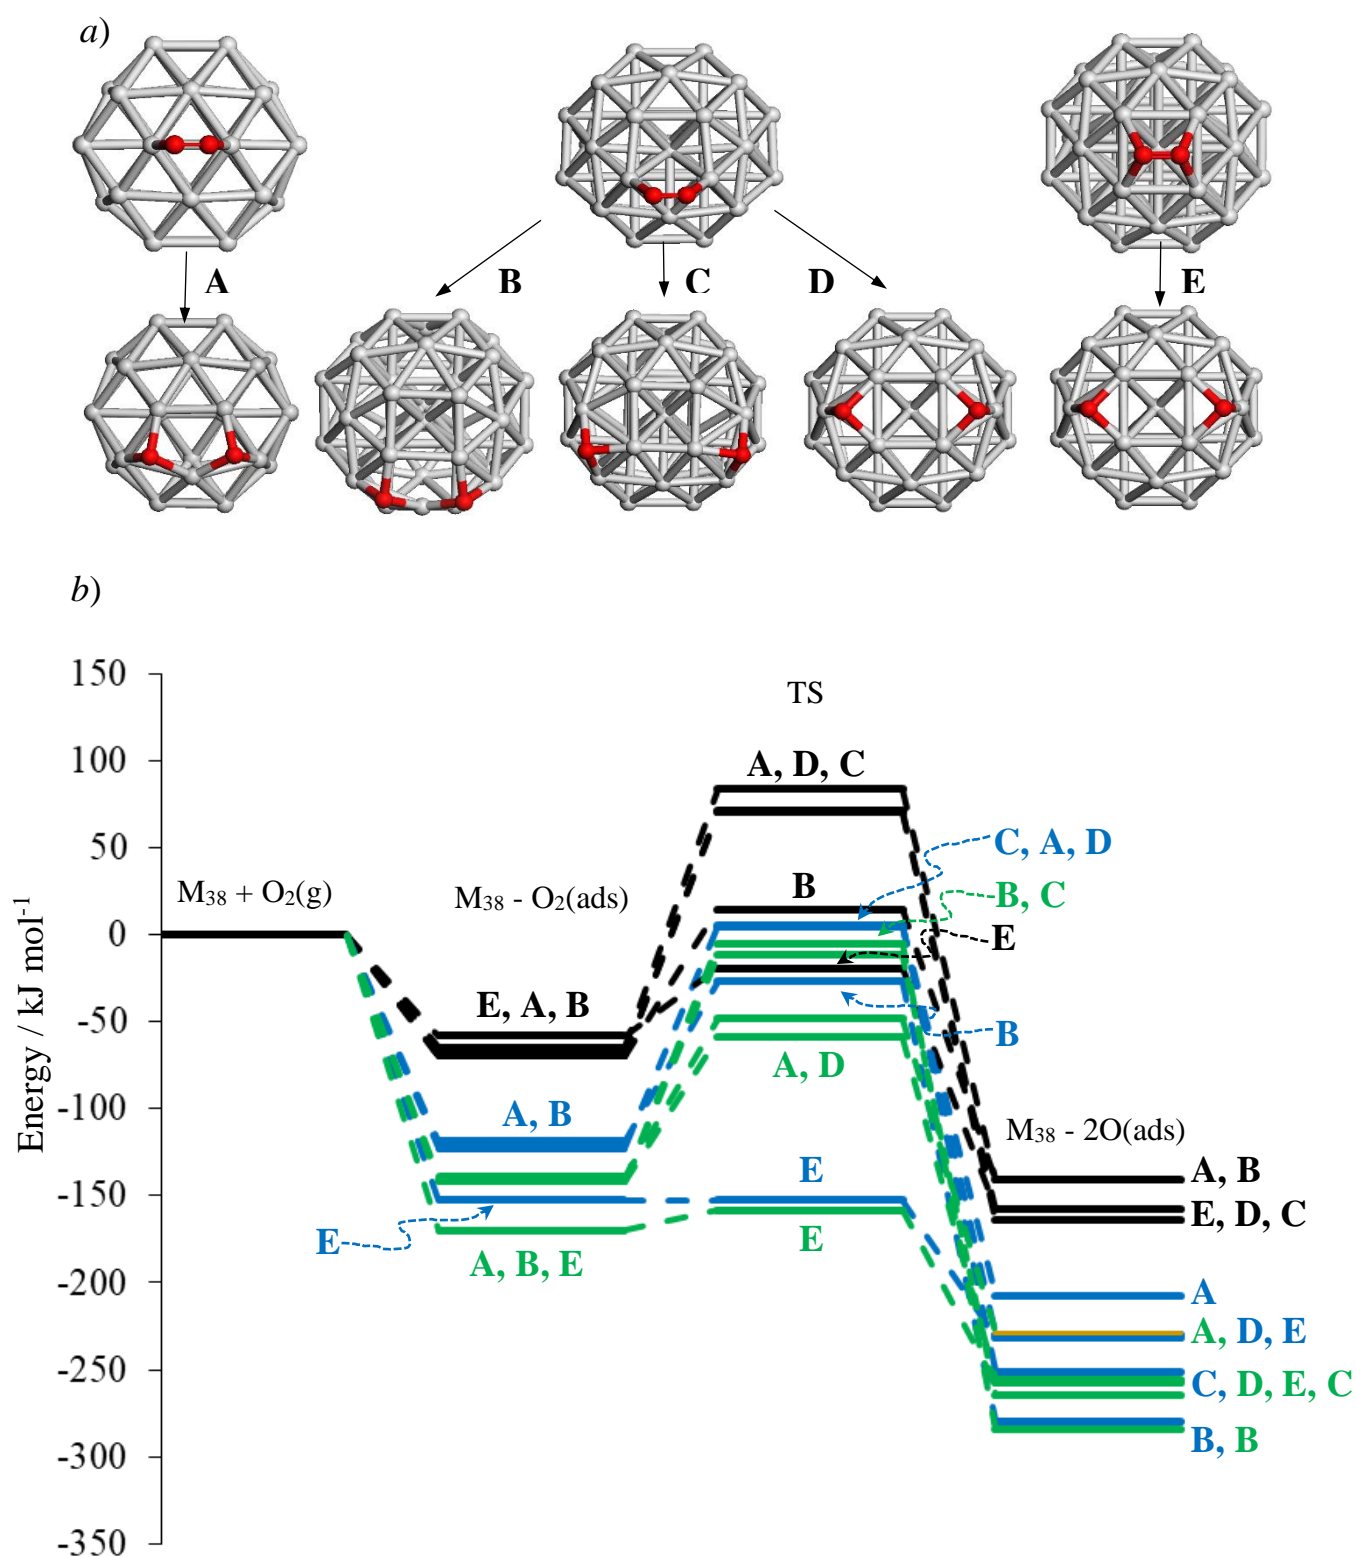 a)
A
B
C
D
E
b)
Energy / kJ mol⁻¹
150
100
50
0
-50
-100
-150
-200
-250
-300
-350
TS
A, D, C
C, A, D
B
B, C
M₃₈ + O₂(g)
M₃₈ - O₂(ads)
E
E, A, B
B
A, D
A, B
M₃₈ - 2O(ads)
E
A, B
E, D, C
E
E
A, B, E
A
A, D, E
C, D, E, C
B, B